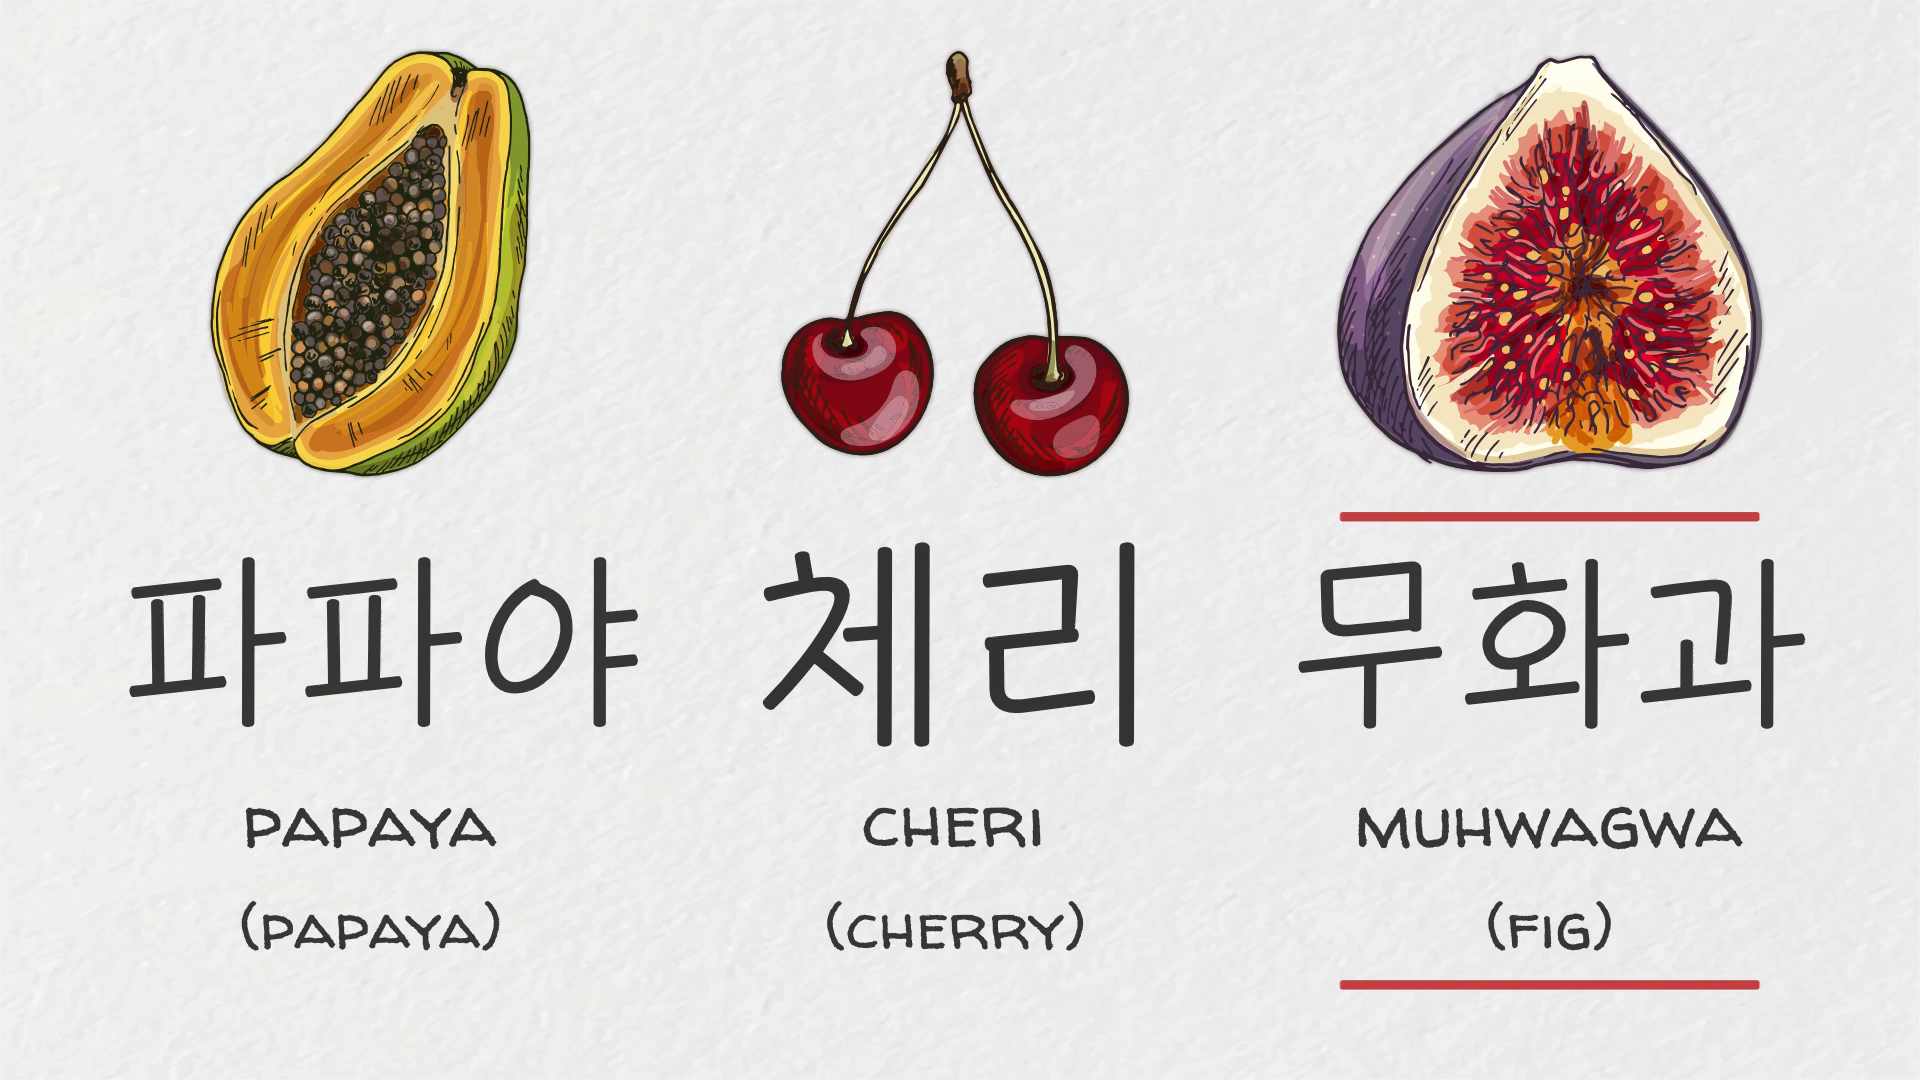 파파야 체리 무화과
PAPAYA CHERI MUHWAGWA
(PAPAYA) (CHERRY) (FIG)